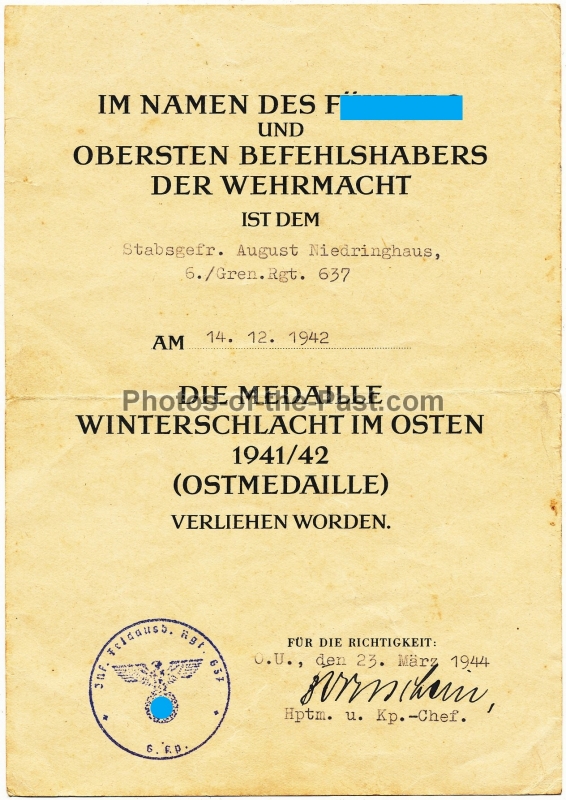 IM NAMEN DES
UND
OBERSTEN BEFEHLSHABERS
DER WEHRMACHT
IST DEM
Stabsgefr. August Niedringhaus,
6./Gren.Rgt. 637
AM 14. 12. 1942
DIE MEDAILLE
Photos-of-the-Past.com
WINTERSCHLACHT IM OSTEN
1941/42
(OSTMEDAILLE)
VERLIEHEN WORDEN.
FÜR DIE RICHTIGKEIT:
O.U., den 23. März 1944
Hptm. u. Kp.-Chef.
Inf. Feldausb. Rgt. 637
6. Kp.